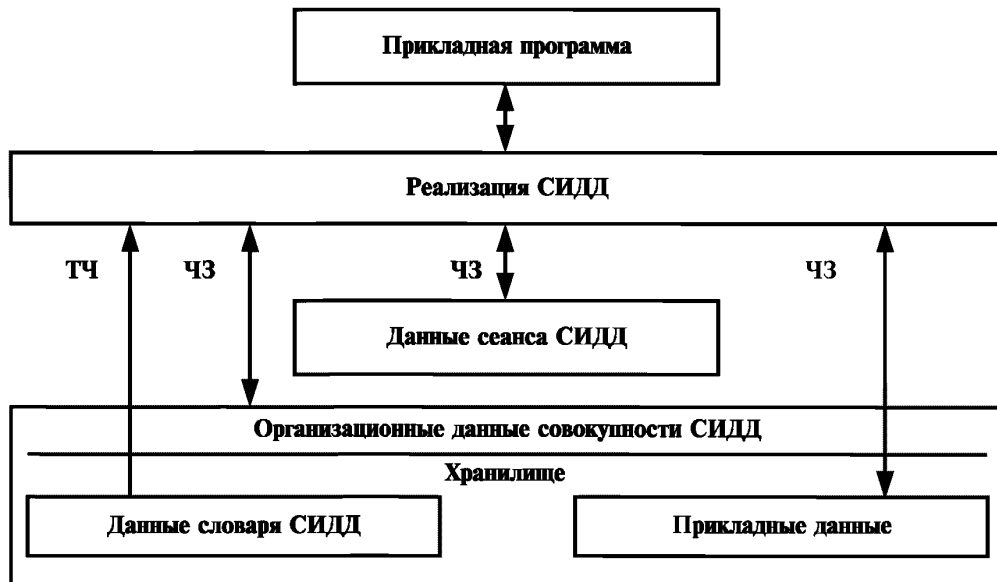 Прикладная программа
Реализация СИДД
ТЧ ЧЗ ЧЗ ЧЗ
Данные сеанса СИДД
Организационные данные совокупности СИДД
Хранилище
Данные словаря СИДД Прикладные данные